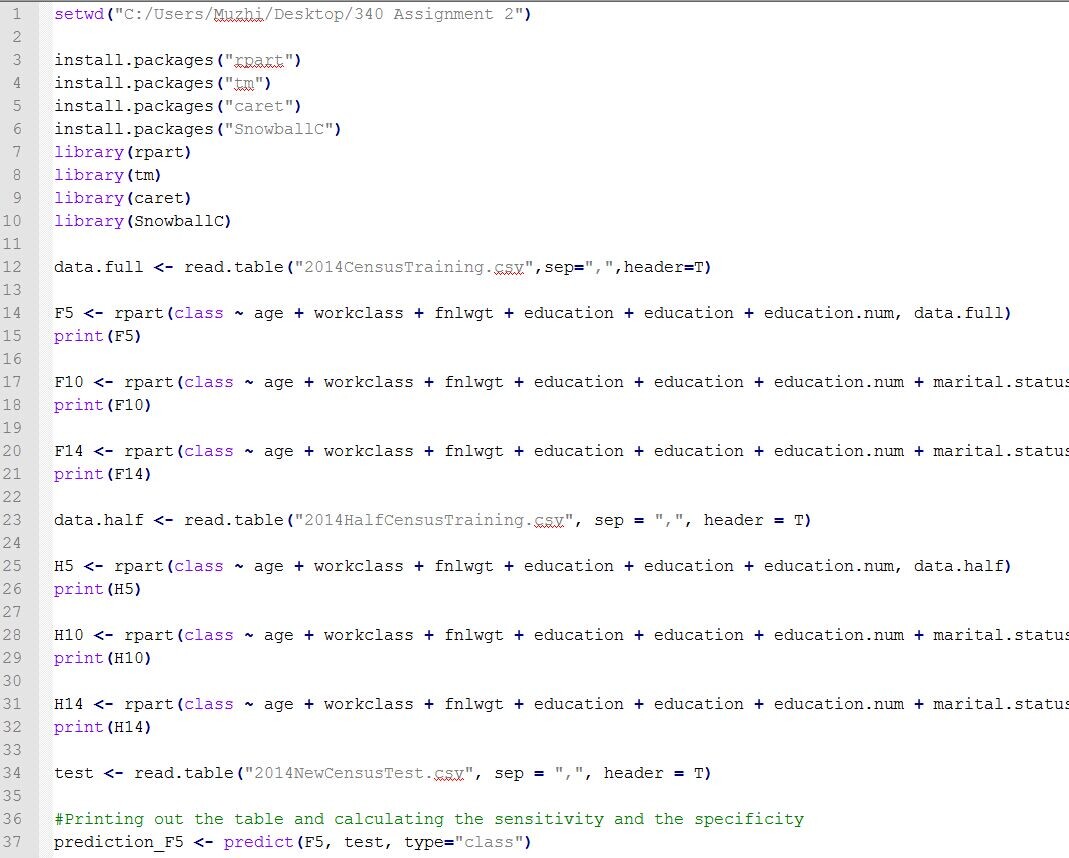 1 setwd("C:/Users/Muzhi/Desktop/340 Assignment 2")
2
3 install.packages("rpart")
4 install.packages("tm")
5 install.packages("caret")
6 install.packages("SnowballC")
7 library(rpart)
8 library(tm)
9 library(caret)
10 library(SnowballC)
11
12 data.full <- read.table("2014CensusTraining.csv",sep=",",header=T)
13
14 F5 <- rpart(class ~ age + workclass + fnlwgt + education + education + education.num, data.full)
15 print(F5)
16
17 F10 <- rpart(class ~ age + workclass + fnlwgt + education + education + education.num + marital.status
18 print(F10)
19
20 F14 <- rpart(class ~ age + workclass + fnlwgt + education + education + education.num + marital.status
21 print(F14)
22
23 data.half <- read.table("2014HalfCensusTraining.csv", sep = ",", header = T)
24
25 H5 <- rpart(class ~ age + workclass + fnlwgt + education + education + education.num, data.half)
26 print(H5)
27
28 H10 <- rpart(class ~ age + workclass + fnlwgt + education + education + education.num + marital.status
29 print(H10)
30
31 H14 <- rpart(class ~ age + workclass + fnlwgt + education + education + education.num + marital.status
32 print(H14)
33
34 test <- read.table("2014NewCensusTest.csv", sep = ",", header = T)
35
36 #Printing out the table and calculating the sensitivity and the specificity
37 prediction_F5 <- predict(F5, test, type="class")